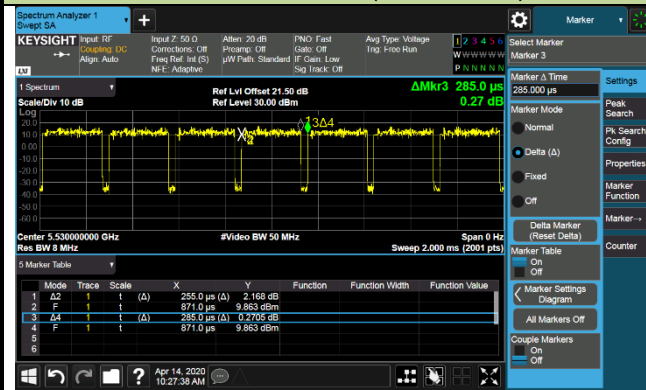 Spectrum Analyzer 1
Swept SA
+
Marker
KEYSIGHT
Input: RF
Coupling: DC
Align: Auto
Input Z: 50 Ω
Corrections: Off
Freq Ref: Int (S)
NFE: Adaptive
Atten: 20 dB
Preamp: Off
µW Path: Standard
PNO: Fast
Gate: Off
IF Gain: Low
Sig Track: Off
Avg Type: Voltage
Trig: Free Run
1 2 3 4 5 6
W W W W W W
P N N N N N
LXI
Select Marker
Marker 3
1 Spectrum
Scale/Div 10 dB
Ref Lvl Offset 21.50 dB
Ref Level 30.00 dBm
ΔMkr3 285.0 µs
0.27 dB
Log
20.0
10.0
0.00
-10.0
-20.0
-30.0
-40.0
-50.0
-60.0
3Δ4
Center 5.530000000 GHz
Res BW 8 MHz
#Video BW 50 MHz
Span 0 Hz
Sweep 2.000 ms (2001 pts)
5 Marker Table
Mode Trace Scale X Y Function Function Width Function Value
1 Δ2 1 t (Δ) 255.0 µs (Δ) 2.168 dB
2 F 1 t 871.0 µs 9.863 dBm
3 Δ4 1 t (Δ) 285.0 µs (Δ) 0.2705 dB
4 F 1 t 871.0 µs 9.863 dBm
5
6
Marker Δ Time
285.000 µs
Marker Mode
Normal
Delta (Δ)
Fixed
Off
Delta Marker
(Reset Delta)
Marker Table
On
Off
Marker Settings
Diagram
All Markers Off
Couple Markers
On
Off
Settings
Peak
Search
Pk Search
Config
Properties
Marker
Function
Marker→
Counter
?
Apr 14, 2020
10:27:38 AM